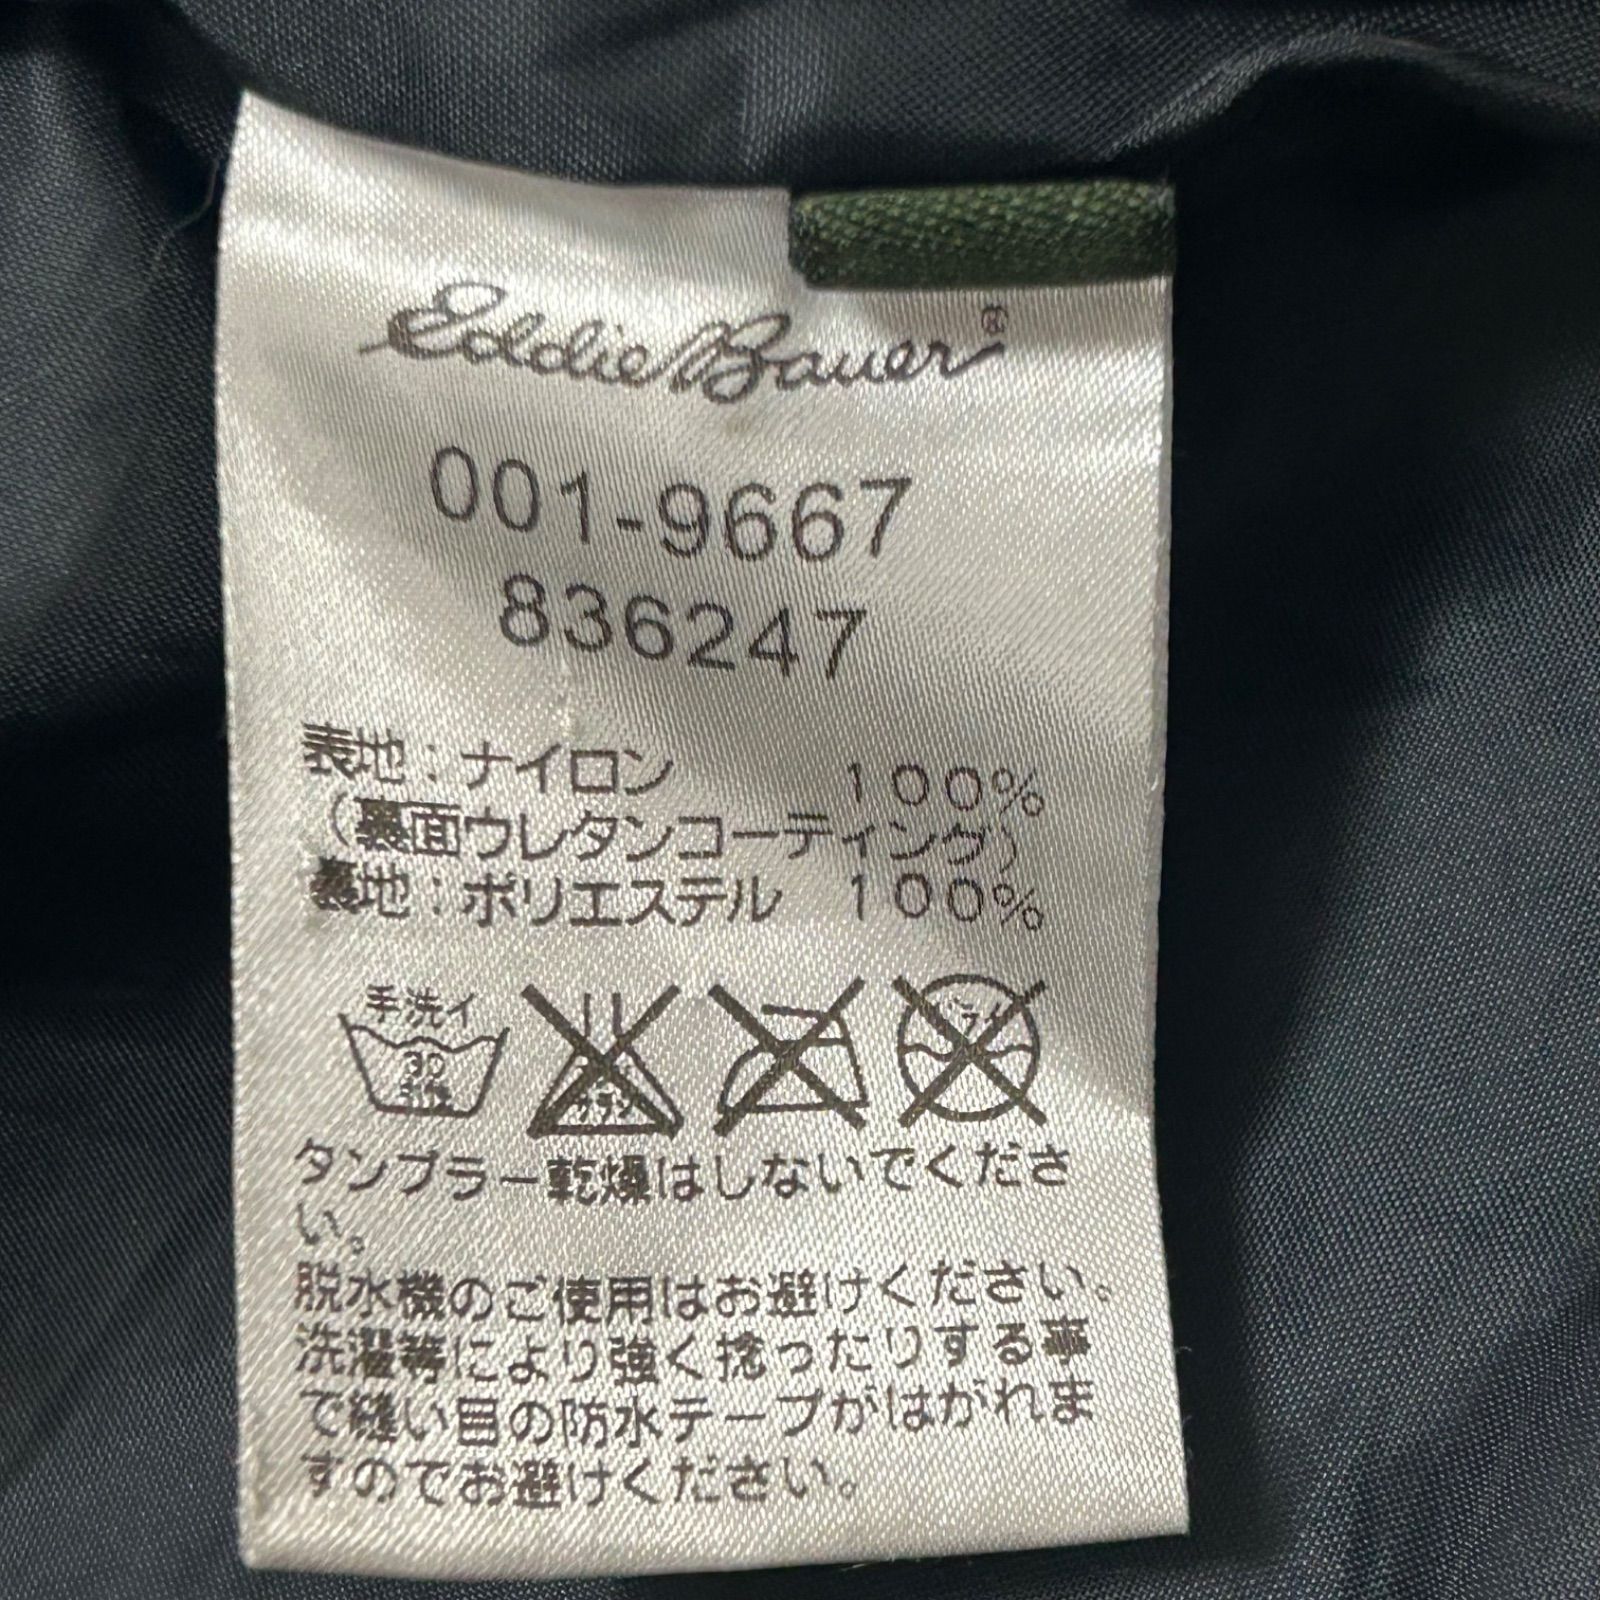 Eddie Bauer®
001-9667
836247
表地：ナイロン　１００％
（裏面ウレタンコーティング）
裏地：ポリエステル　１００％
手洗イ
30
中性
タンブラー乾燥はしないでくださ
い。
脱水機のご使用はお避けください。
洗濯等により強く捻ったりする事
で縫い目の防水テープがはがれま
すのでお避けください。